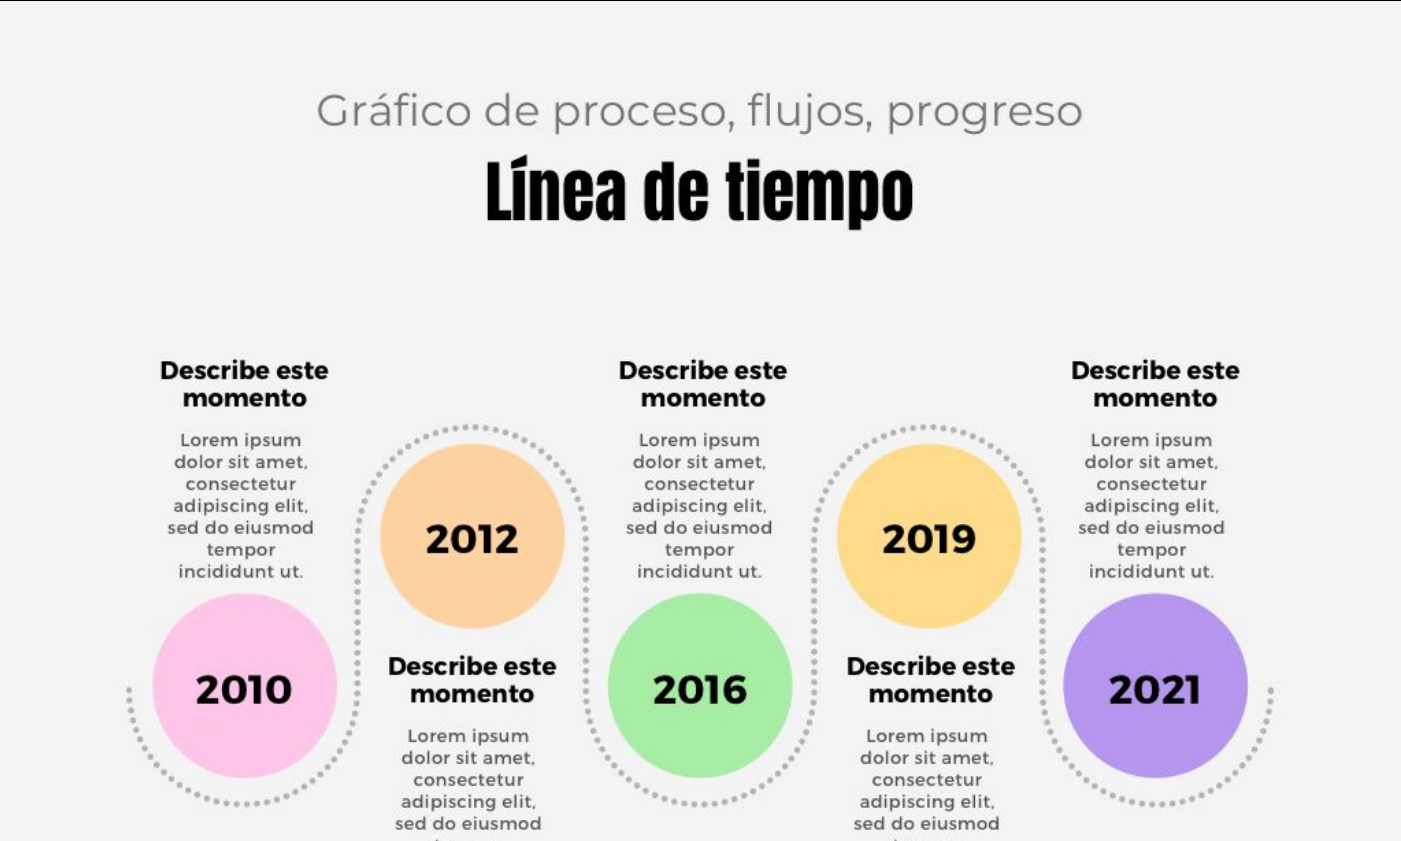 Gráfico de proceso, flujos, progreso
Línea de tiempo
Describe este
momento
Lorem ipsum
dolor sit amet,
consectetur
adipiscing elit,
sed do eiusmod
tempor
incididunt ut.
2010
2012
Describe este
momento
Lorem ipsum
dolor sit amet,
consectetur
adipiscing elit,
sed do eiusmod
Describe este
momento
Lorem ipsum
dolor sit amet,
consectetur
adipiscing elit,
sed do eiusmod
tempor
incididunt ut.
2016
2019
Describe este
momento
Lorem ipsum
dolor sit amet,
consectetur
adipiscing elit,
sed do eiusmod
Describe este
momento
Lorem ipsum
dolor sit amet,
consectetur
adipiscing elit,
sed do eiusmod
tempor
incididunt ut.
2021